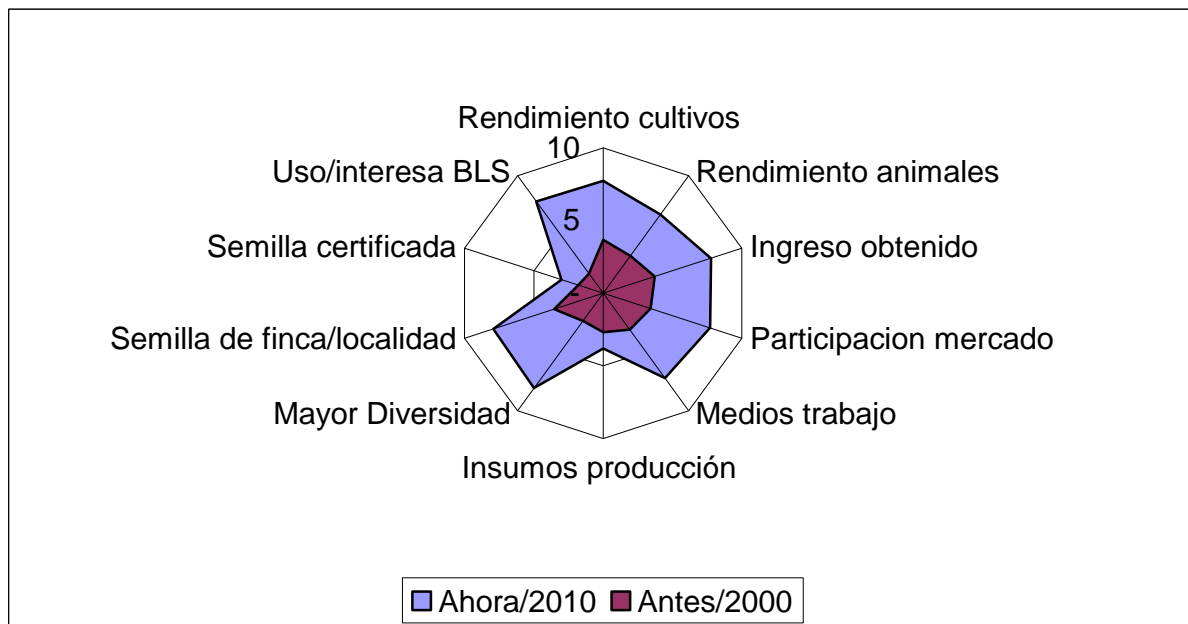 Rendimiento cultivos
10
Uso/interesa BLS
Rendimiento animales
5
Semilla certificada
Ingreso obtenido
-
Semilla de finca/localidad
Participacion mercado
Mayor Diversidad
Medios trabajo
Insumos producción
Ahora/2010 Antes/2000